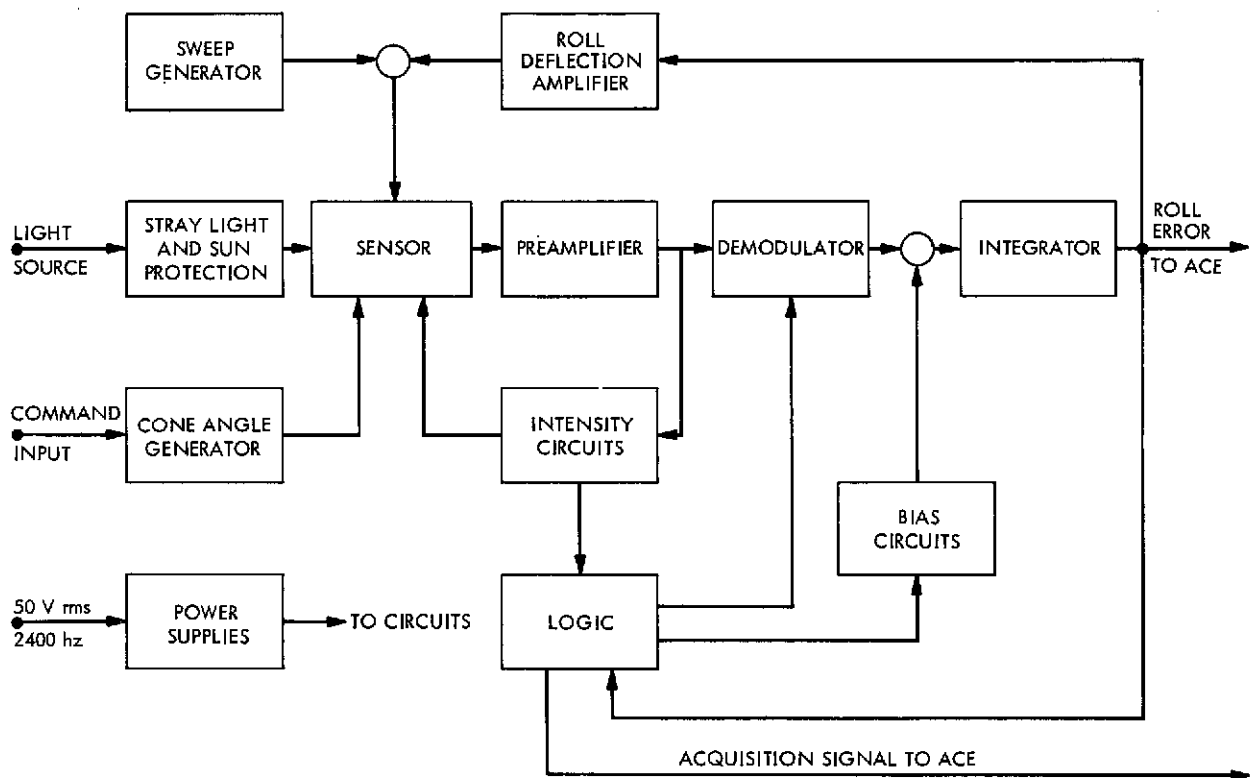 SWEEP
GENERATOR
ROLL
DEFLECTION
AMPLIFIER
LIGHT
SOURCE
STRAY LIGHT
AND SUN
PROTECTION
SENSOR
PREAMPLIFIER
DEMODULATOR
INTEGRATOR
ROLL
ERROR
TO ACE
COMMAND
INPUT
CONE ANGLE
GENERATOR
INTENSITY
CIRCUITS
BIAS
CIRCUITS
50 V rms
2400 hz
POWER
SUPPLIES
TO CIRCUITS
LOGIC
ACQUISITION SIGNAL TO ACE